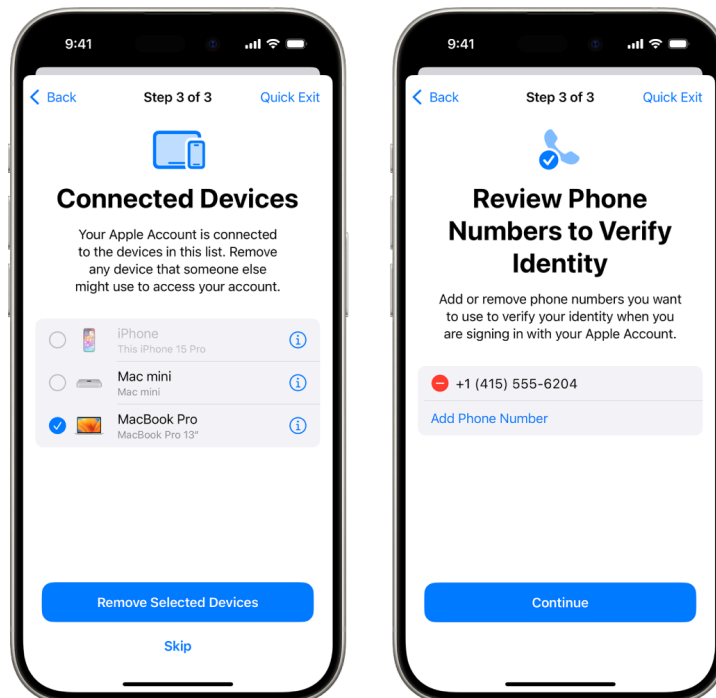 9:41
Back
Step 3 of 3
Quick Exit
Connected Devices
Your Apple Account is connected
to the devices in this list. Remove
any device that someone else
might use to access your account.
iPhone
This iPhone 15 Pro
Mac mini
Mac mini
MacBook Pro
MacBook Pro 13"
Remove Selected Devices
Skip
9:41
Back
Step 3 of 3
Quick Exit
Review Phone
Numbers to Verify
Identity
Add or remove phone numbers you want
to use to verify your identity when you
are signing in with your Apple Account.
+1 (415) 555-6204
Add Phone Number
Continue